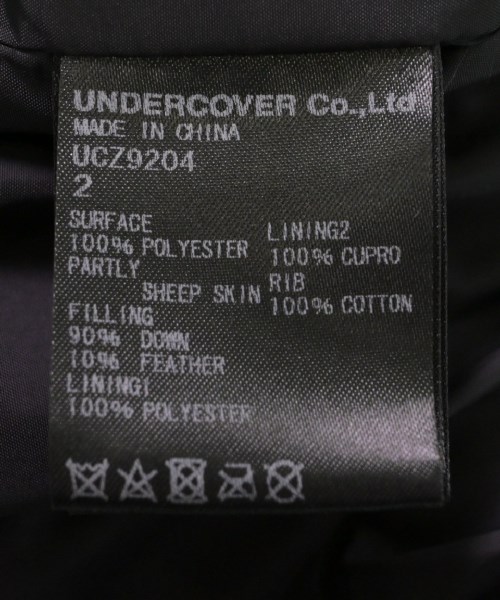 UNDERCOVER Co.,Ltd
MADE IN CHINA
UCZ9204
2
SURFACE
100% POLYESTER
PARTLY
SHEEP SKIN
FILLING
90% DOWN
10% FEATHER
LINING1
100% POLYESTER
LINING2
100% CUPRO
RIB
100% COTTON